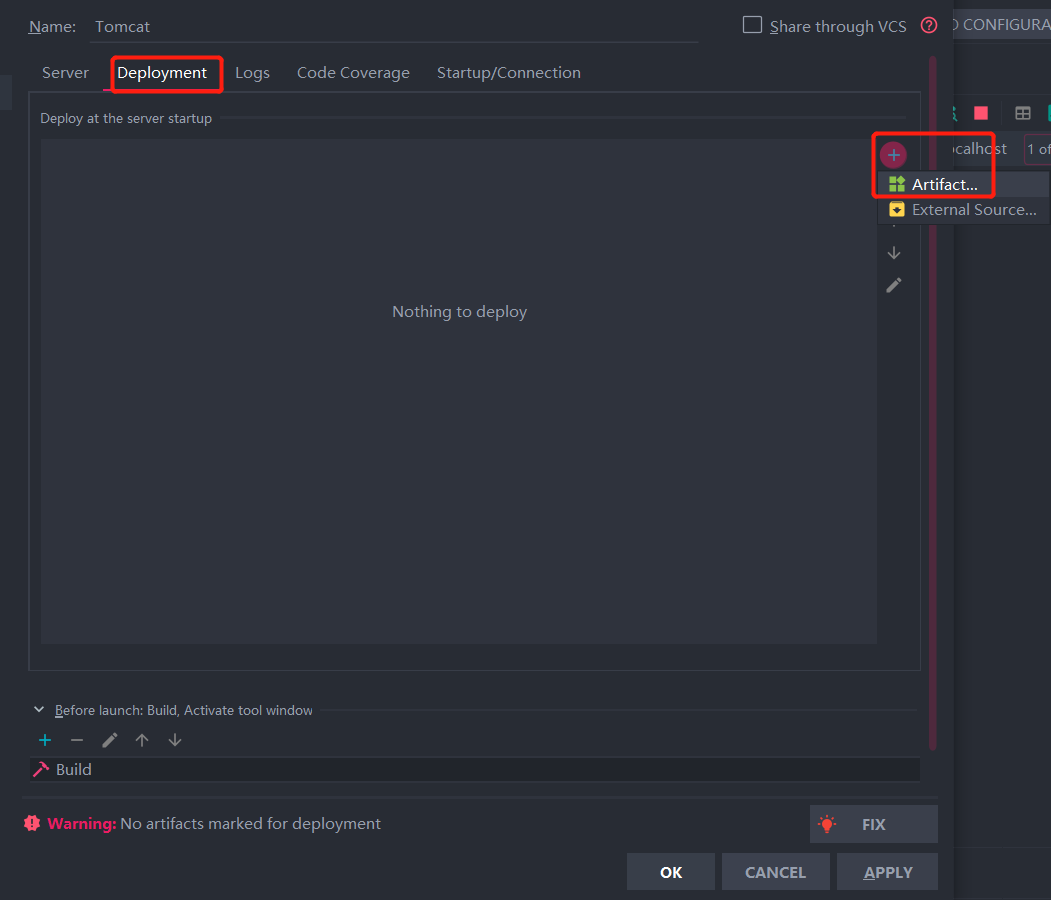 Name: Tomcat Share through VCS
D CONFIGURA
Server Deployment Logs Code Coverage Startup/Connection
Deploy at the server startup
ocalhost 1 of
Artifact...
External Source...
Nothing to deploy
Before launch: Build, Activate tool window
Build
Warning: No artifacts marked for deployment FIX
OK CANCEL APPLY